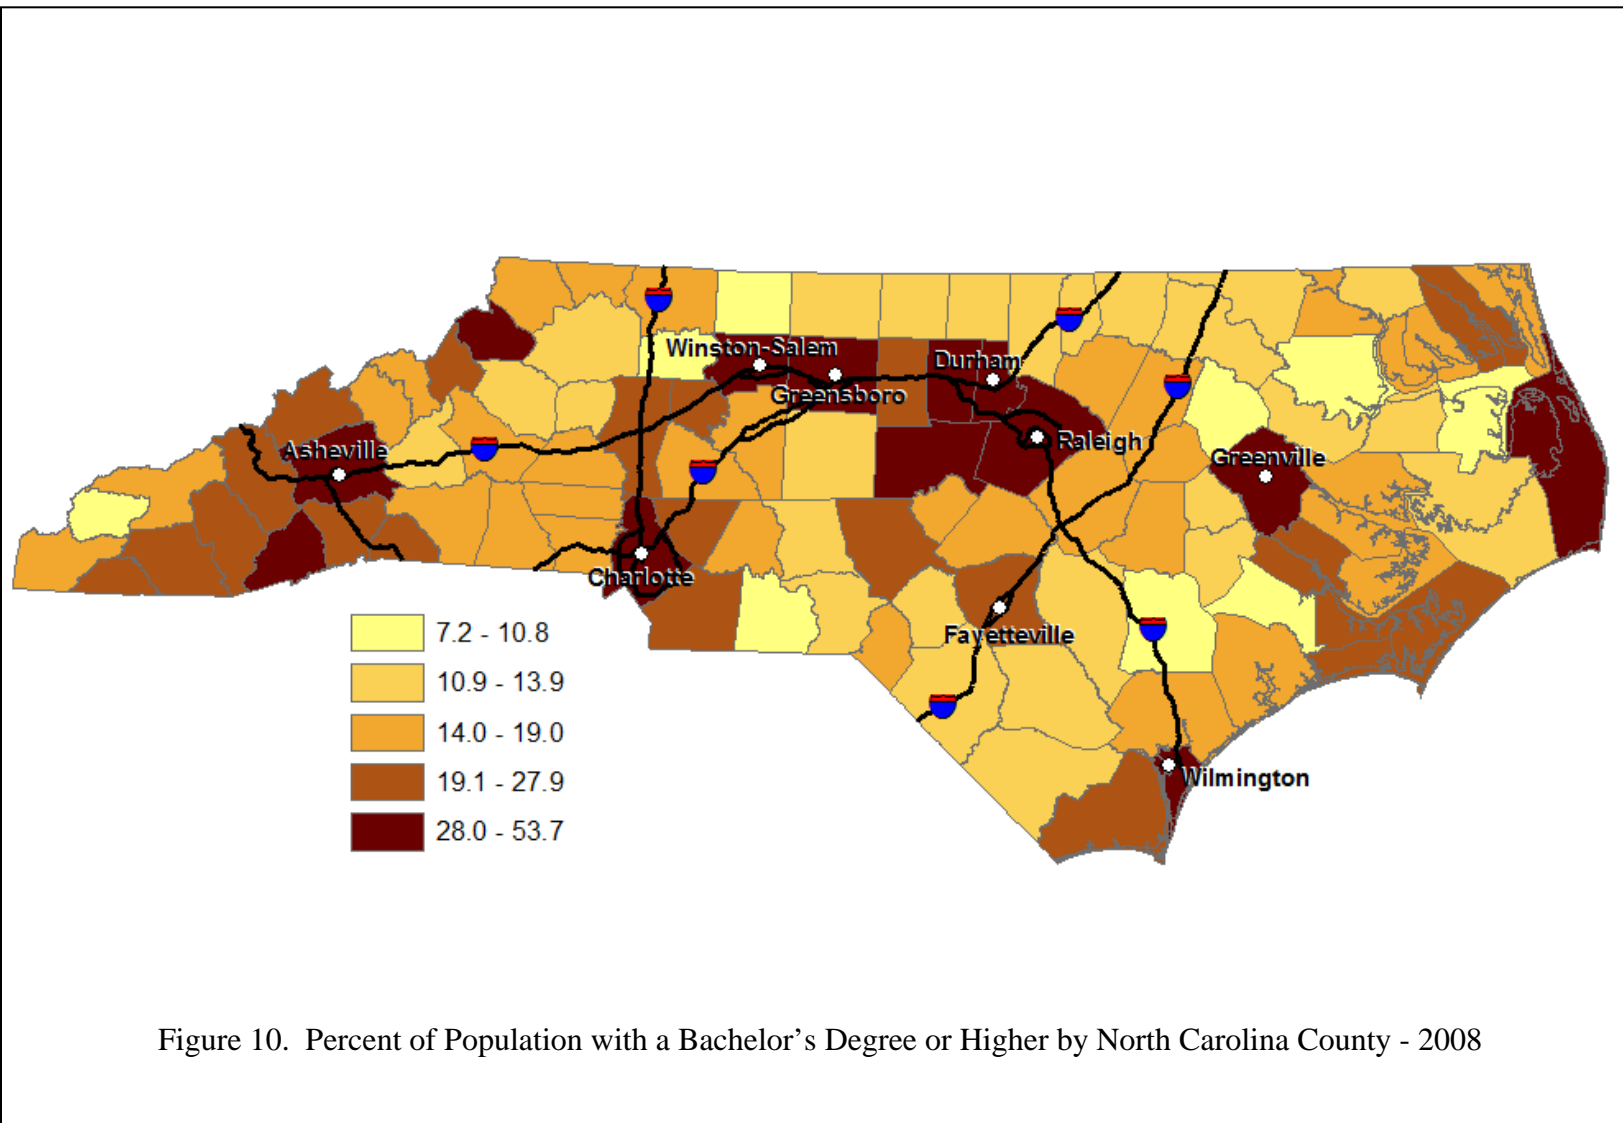 Winston-Salem
Durham
Greensboro
Asheville
Raleigh
Greenville
Charlotte
Fayetteville
Wilmington
7.2 - 10.8
10.9 - 13.9
14.0 - 19.0
19.1 - 27.9
28.0 - 53.7
Figure 10.  Percent of Population with a Bachelor’s Degree or Higher by North Carolina County - 2008